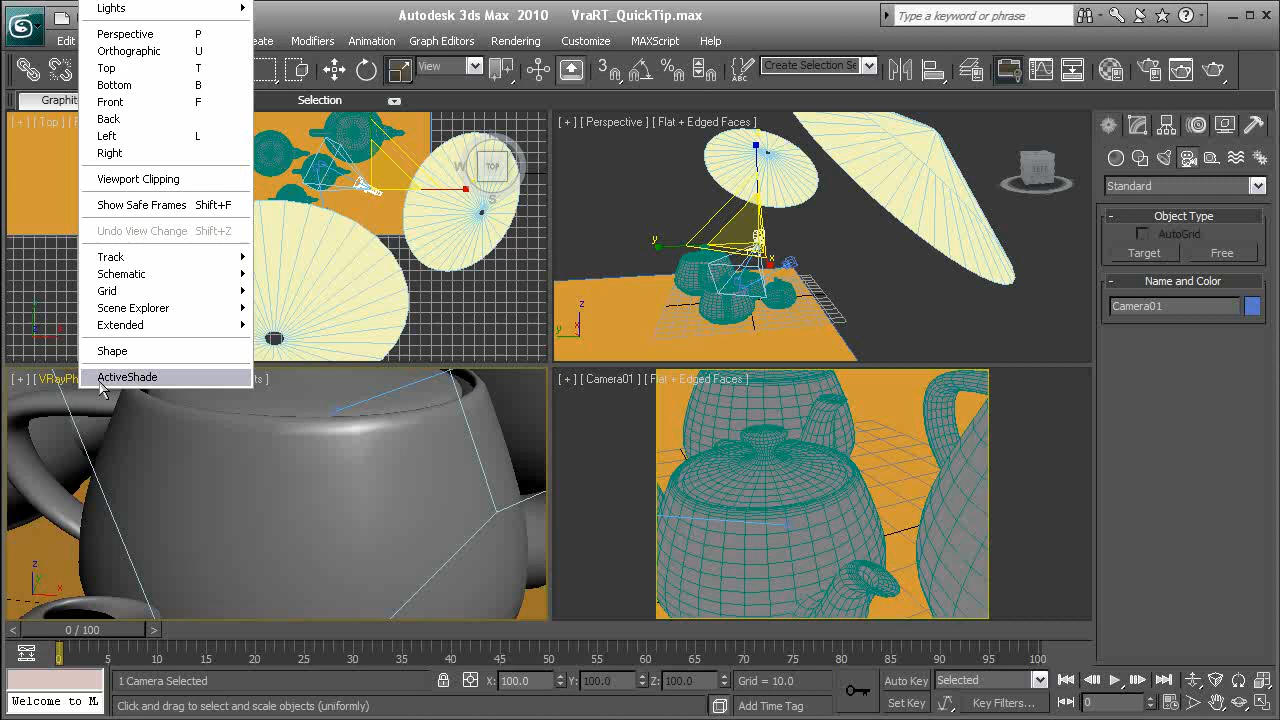 Autodesk 3ds Max 2010 VraRT_QuickTip.max
Type a keyword or phrase
Edit
Modifiers Animation Graph Editors Rendering Customize MAXScript Help
View
Create Selection Se
Selection
Lights
Perspective P
Orthographic U
Top T
Bottom B
Front F
Back
Left L
Right
Viewport Clipping
Show Safe Frames Shift+F
Undo View Change Shift+Z
Track
Schematic
Grid
Scene Explorer
Extended
Shape
ActiveShade
[ + ] [ Top ]
W
TOP
S
[ + ] [ Perspective ] [ Flat + Edged Faces ]
LEFT
y
x
z
y
x
[ + ] [ VRayPh
]
z
y
x
[ + ] [ Camera01 ] [ Flat + Edged Faces ]
Standard
- Object Type
AutoGrid
Target Free
- Name and Color
Camera01
< 0 / 100 >
0 5 10 15 20 25 30 35 40 45 50 55 60 65 70 75 80 85 90 95 100
1 Camera Selected
X: 100.0 Y: 100.0 Z: 100.0
Grid = 10.0
Auto Key Selected
Welcome to M
Click and drag to select and scale objects (uniformly)
Add Time Tag
Set Key Key Filters...
0